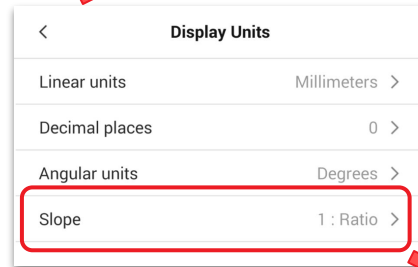 Display Units
Linear units Millimeters
Decimal places 0
Angular units Degrees
Slope 1 : Ratio